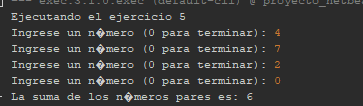 --- exec:3.1.0:exec (default-cli) @ proyecto_netbea
Ejecutando el ejercicio 5
Ingrese un n�mero (0 para terminar): 4
Ingrese un n�mero (0 para terminar): 7
Ingrese un n�mero (0 para terminar): 2
Ingrese un n�mero (0 para terminar): 0
La suma de los n�meros pares es: 6